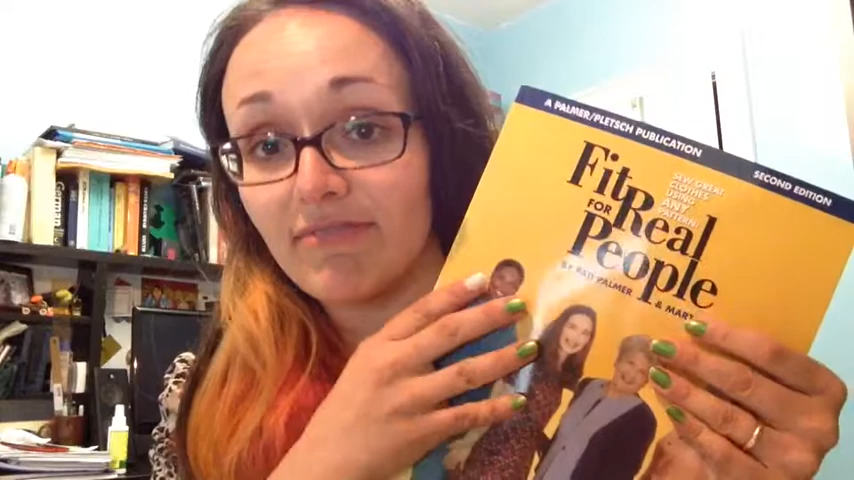 A PALMER/PLETSCH PUBLICATION
SECOND EDITION
Fit
FOR
Real
People
SEW GREAT
CLOTHES
USING
ANY
PATTERN!
BY PATI PALMER & MART
German